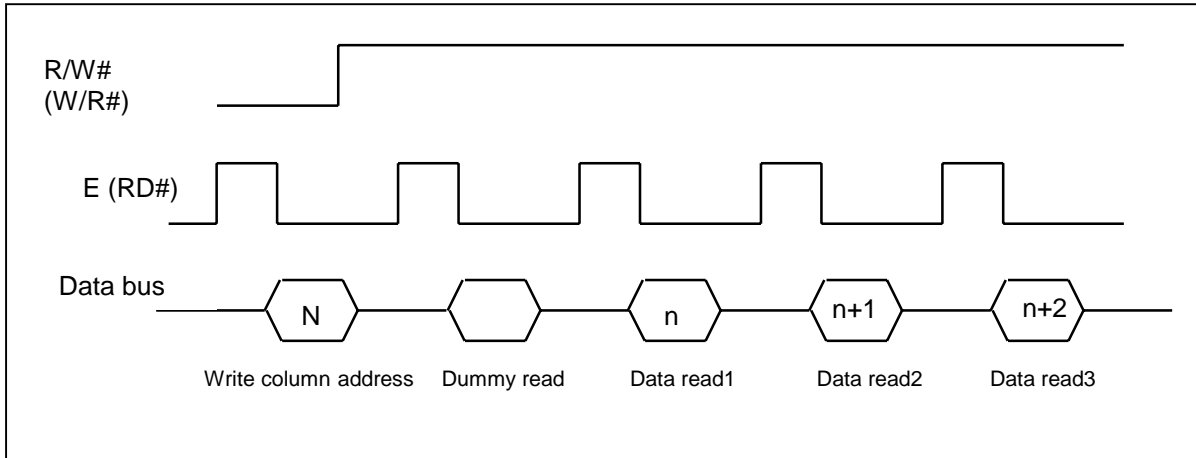 R/W#
(W/R#)
E (RD#)
Data bus
N n n+1 n+2
Write column address Dummy read Data read1 Data read2 Data read3